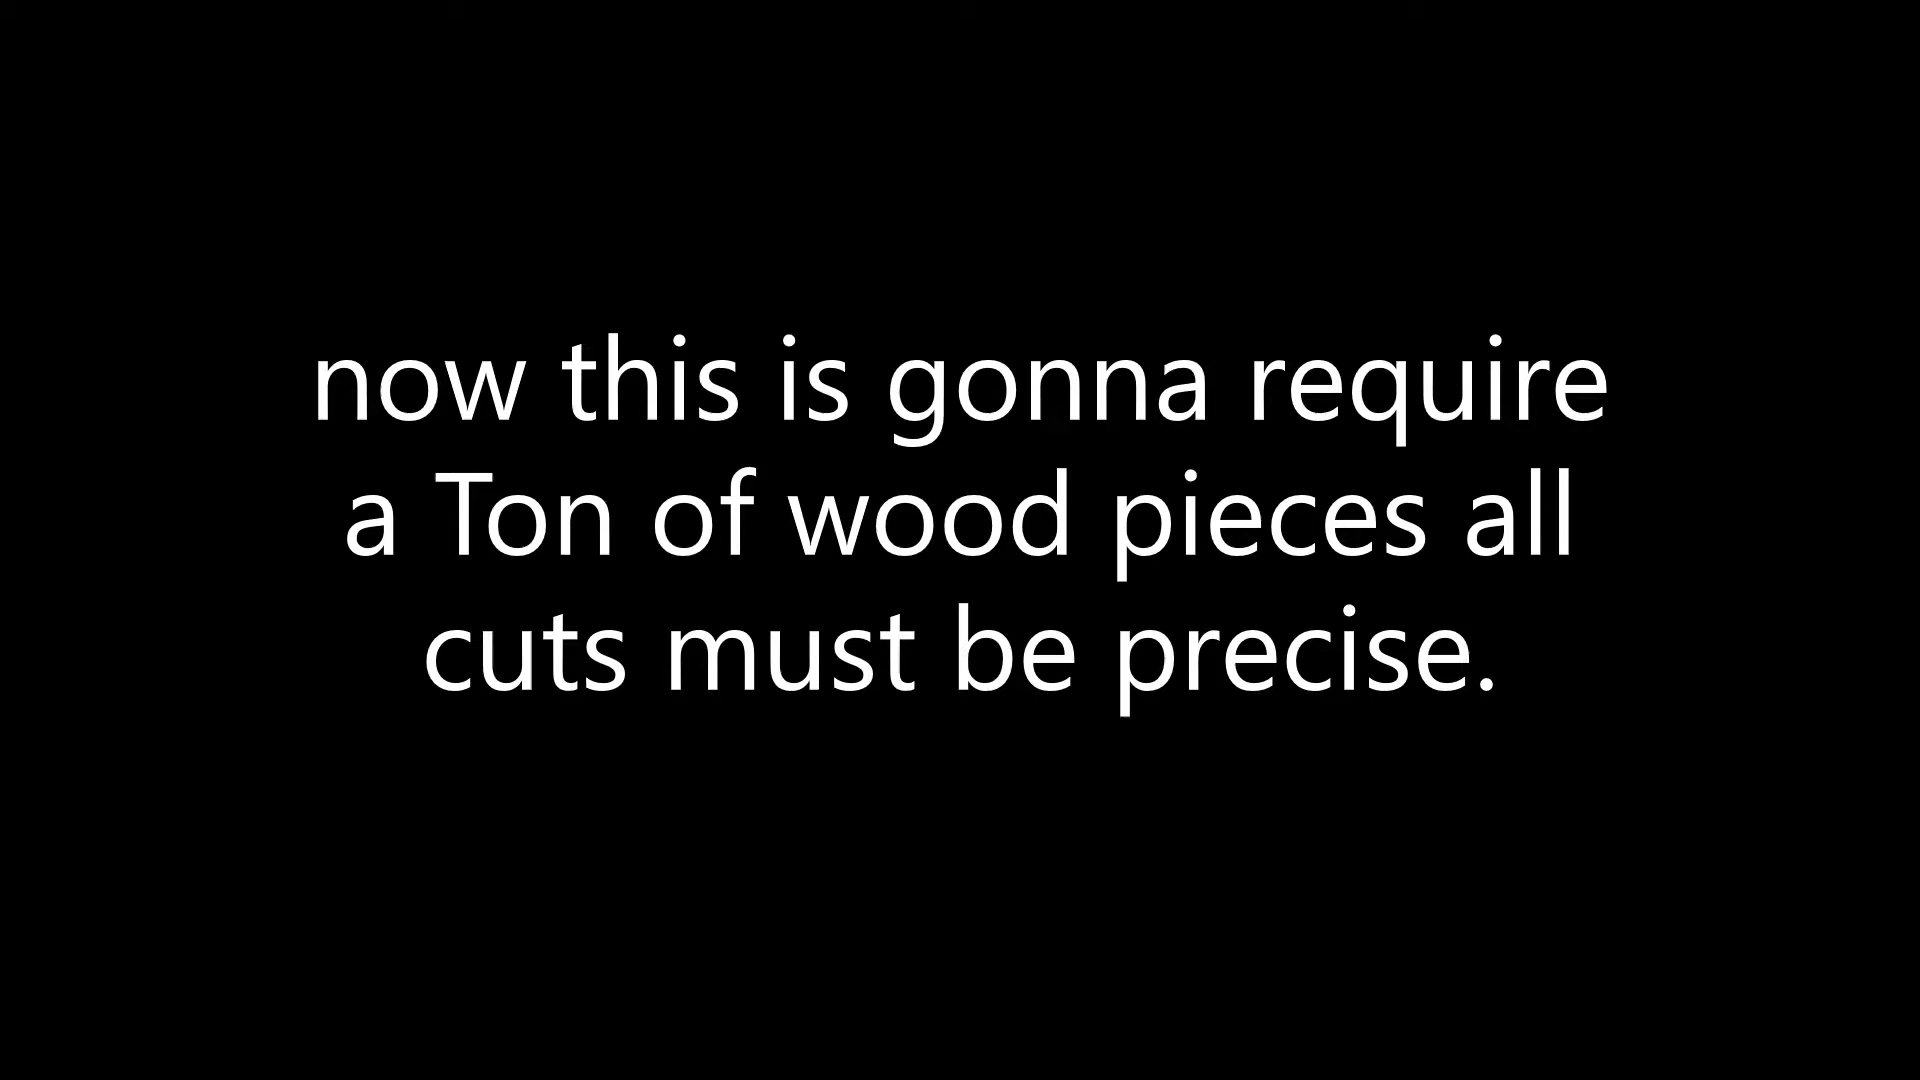 now this is gonna require
a Ton of wood pieces all
cuts must be precise.